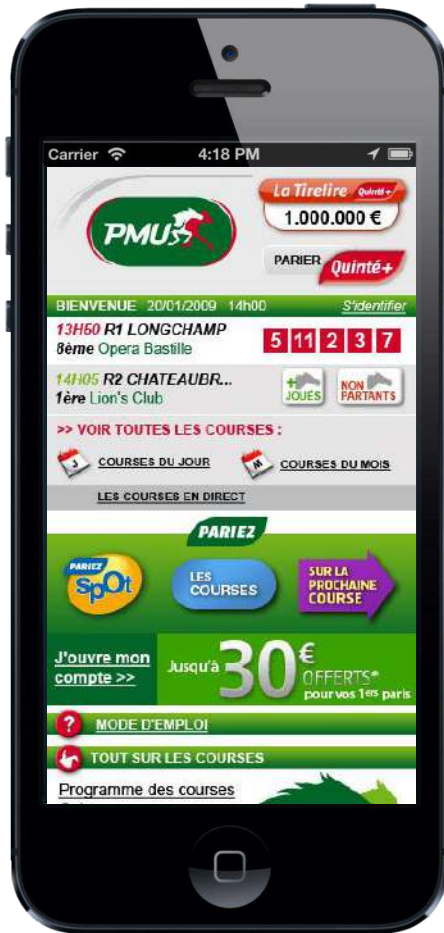 Carrier 4:18 PM
La Tirelire Quinté+
1.000.000 €
PMU
PARIER Quinté+
BIENVENUE 20/01/2009 14h00 S'identifier
13H50 R1 LONGCHAMP
8ème Opera Bastille
5 11 2 3 7
14H05 R2 CHATEAUBR...
1ère Lion's Club
+ JOUÉS
NON PARTANTS
>> VOIR TOUTES LES COURSES :
J COURSES DU JOUR
M COURSES DU MOIS
LES COURSES EN DIRECT
PARIEZ
PARIEZ spOt
LES COURSES
SUR LA PROCHAINE COURSE
J'ouvre mon compte >>
Jusqu'à 30€ OFFERTS*
pour vos 1ers paris
? MODE D'EMPLOI
TOUT SUR LES COURSES
Programme des courses